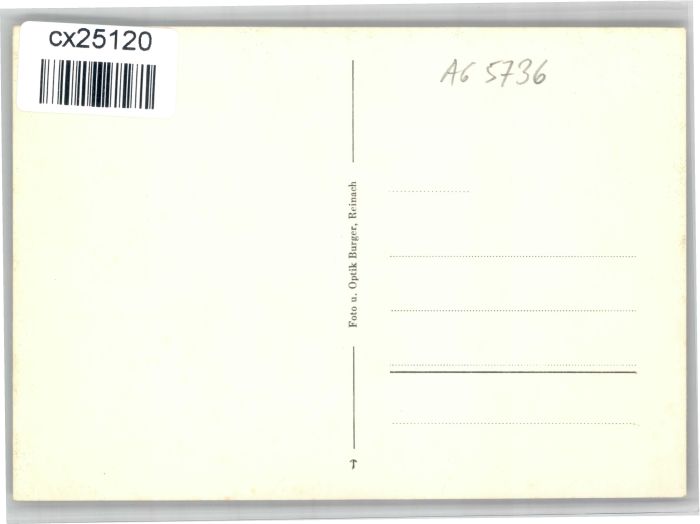 cx25120
AG 5736
Foto u. Optik Burger, Reinach